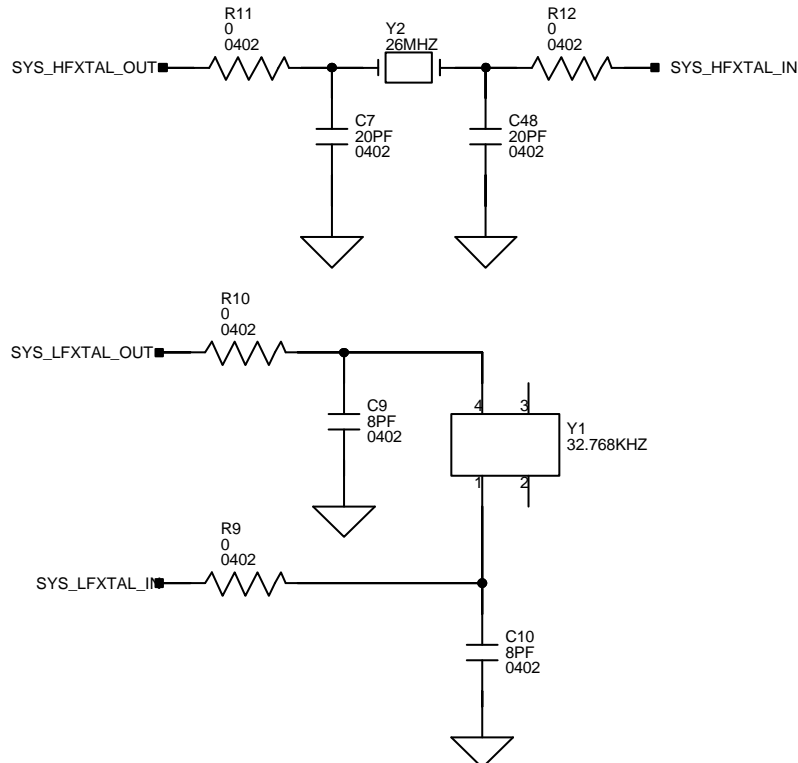 R11
0
0402
Y2
26MHZ
R12
0
0402
SYS_HFXTAL_OUT
SYS_HFXTAL_IN
C7
20PF
0402
C48
20PF
0402
R10
0
0402
SYS_LFXTAL_OUT
C9
8PF
0402
4
3
Y1
32.768KHZ
1
2
R9
0
0402
SYS_LFXTAL_IN
C10
8PF
0402